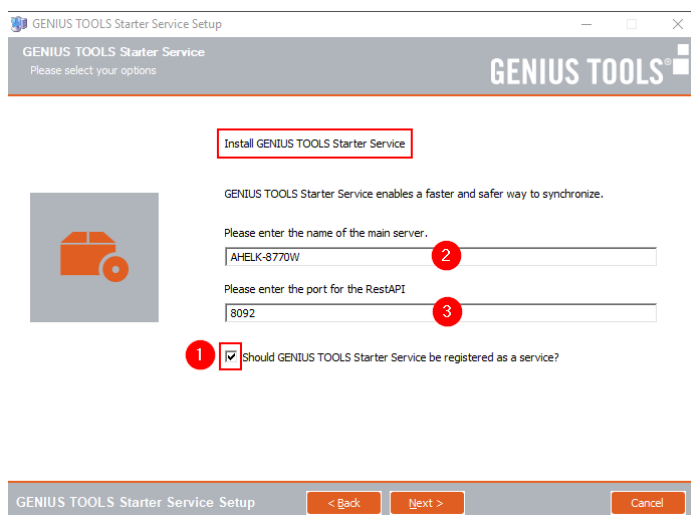 GENIUS TOOLS Starter Service Setup
GENIUS TOOLS Starter Service
Please select your options
GENIUS TOOLS®
Install GENIUS TOOLS Starter Service
GENIUS TOOLS Starter Service enables a faster and safer way to synchronize.
Please enter the name of the main server.
AHELK-8770W 2
Please enter the port for the RestAPI
8092 3
1 Should GENIUS TOOLS Starter Service be registered as a service?
GENIUS TOOLS Starter Service Setup < Back Next > Cancel